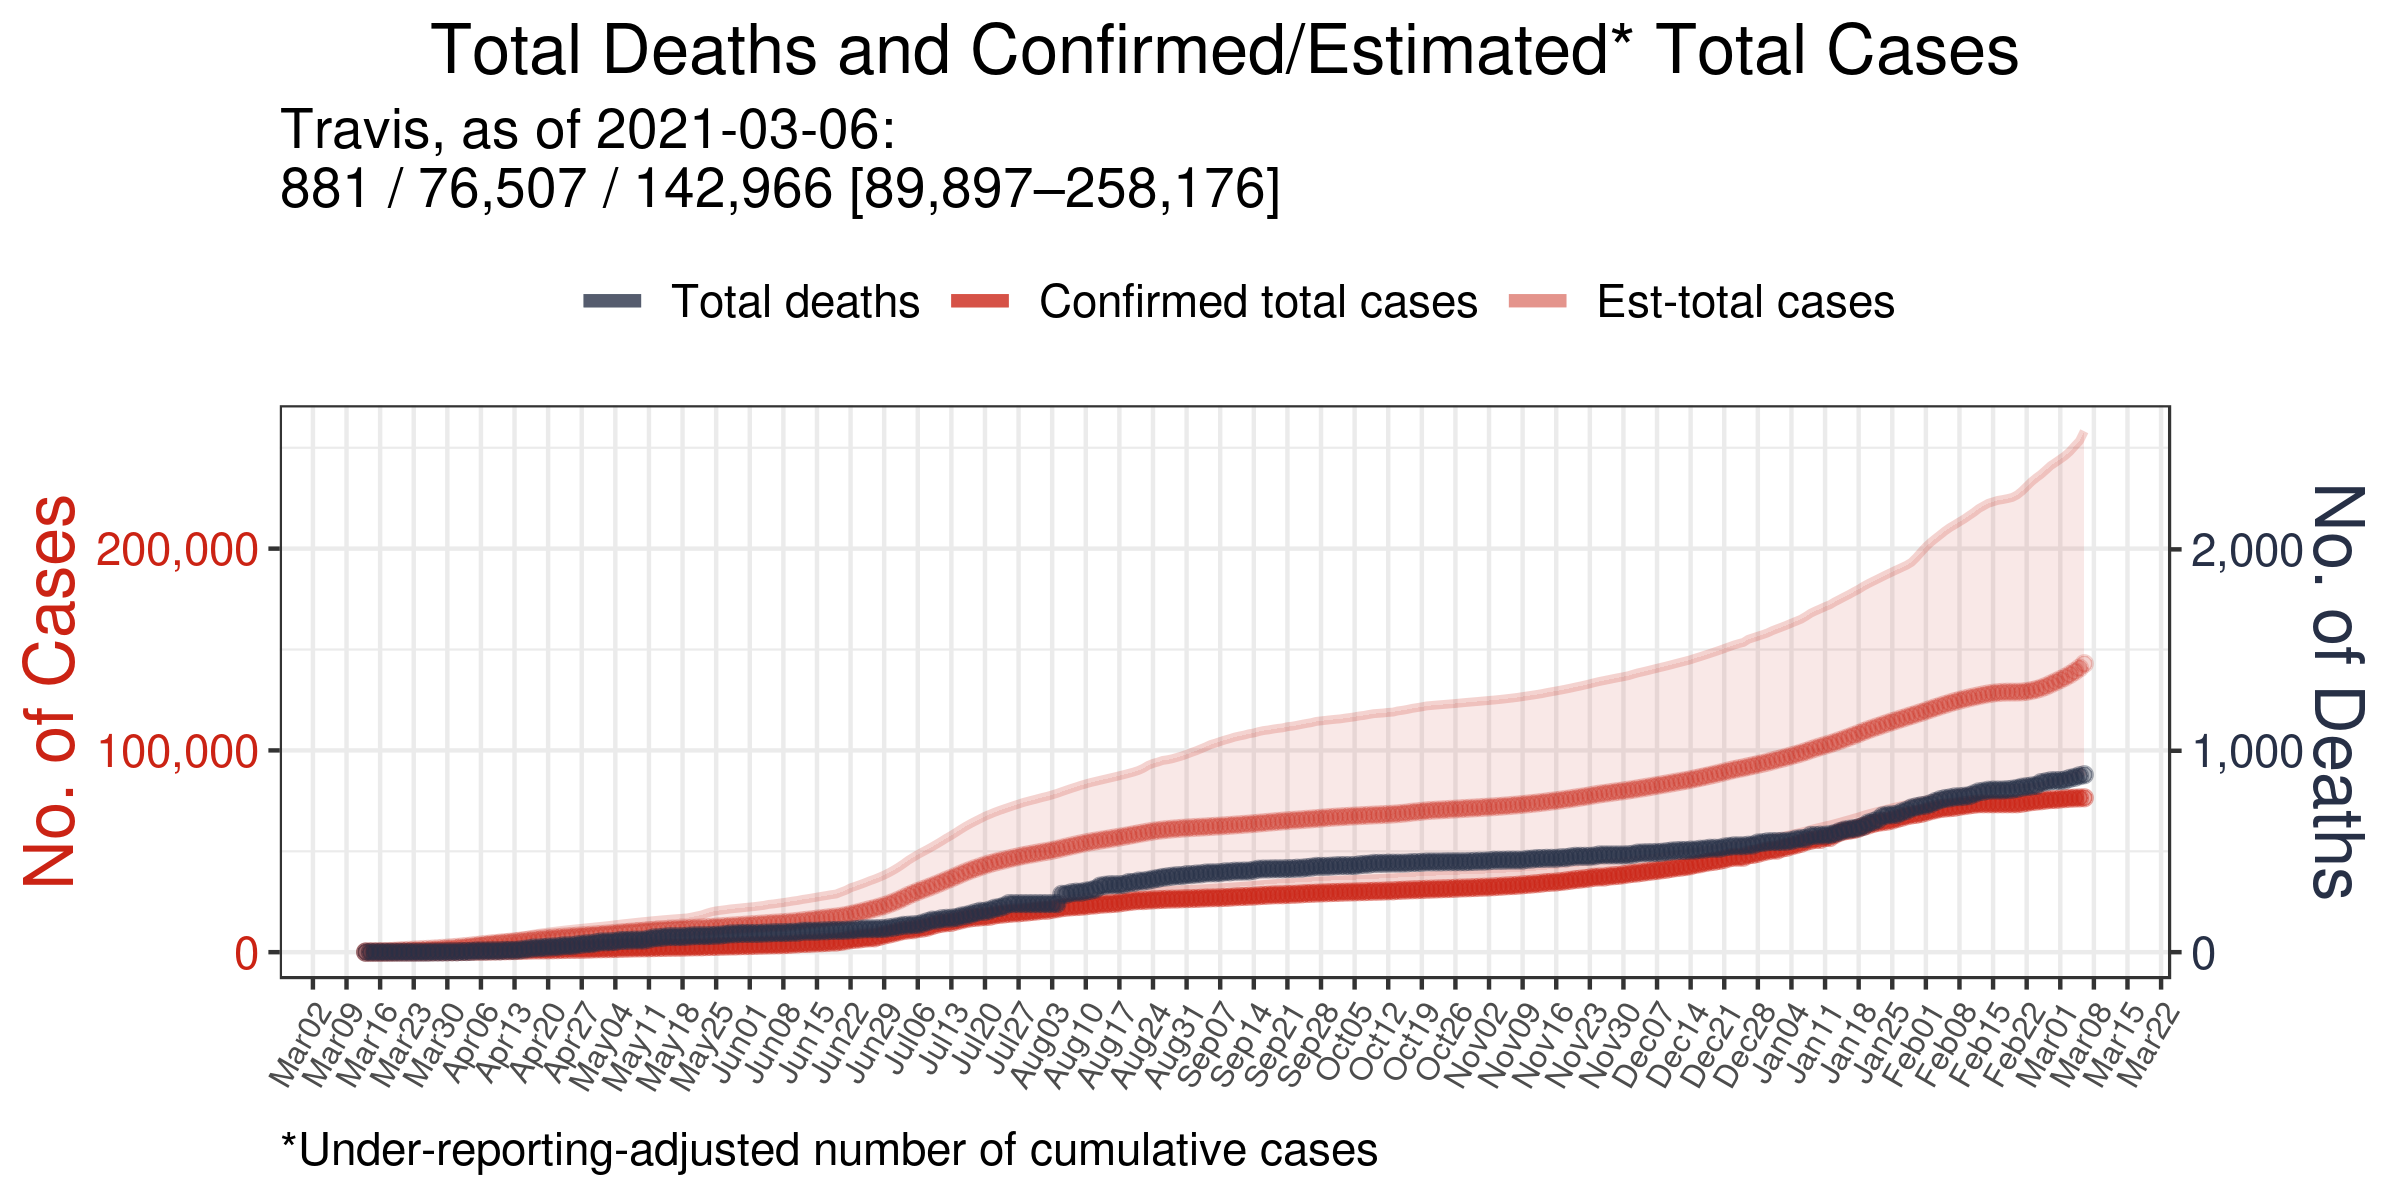 Total Deaths and Confirmed/Estimated* Total Cases
Travis, as of 2021-03-06:
881 / 76,507 / 142,966 [89,897–258,176]
Total deaths
Confirmed total cases
Est-total cases
No. of Cases
200,000
100,000
0
2,000
1,000
0
No. of Deaths
Mar02
Mar09
Mar16
Mar23
Mar30
Apr06
Apr13
Apr20
Apr27
May04
May11
May18
May25
Jun01
Jun08
Jun15
Jun22
Jun29
Jul06
Jul13
Jul20
Jul27
Aug03
Aug10
Aug17
Aug24
Aug31
Sep07
Sep14
Sep21
Sep28
Oct05
Oct12
Oct19
Oct26
Nov02
Nov09
Nov16
Nov23
Nov30
Dec07
Dec14
Dec21
Dec28
Jan04
Jan11
Jan18
Jan25
Feb01
Feb08
Feb15
Feb22
Mar01
Mar08
Mar15
Mar22
*Under-reporting-adjusted number of cumulative cases